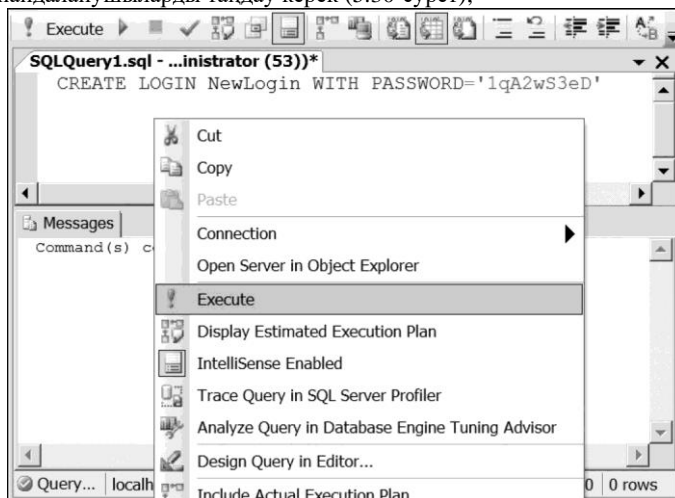 таңдау керек
Execute
SQLQuery1.sql - ...inistrator (53))*
CREATE LOGIN NewLogin WITH PASSWORD='1qA2wS3eD'
Cut
Copy
Paste
Messages
Connection
Command(s)
Open Server in Object Explorer
Execute
Display Estimated Execution Plan
IntelliSense Enabled
Trace Query in SQL Server Profiler
Analyze Query in Database Engine Tuning Advisor
Design Query in Editor...
Query... localh 0 0 rows
Include Actual Execution Plan